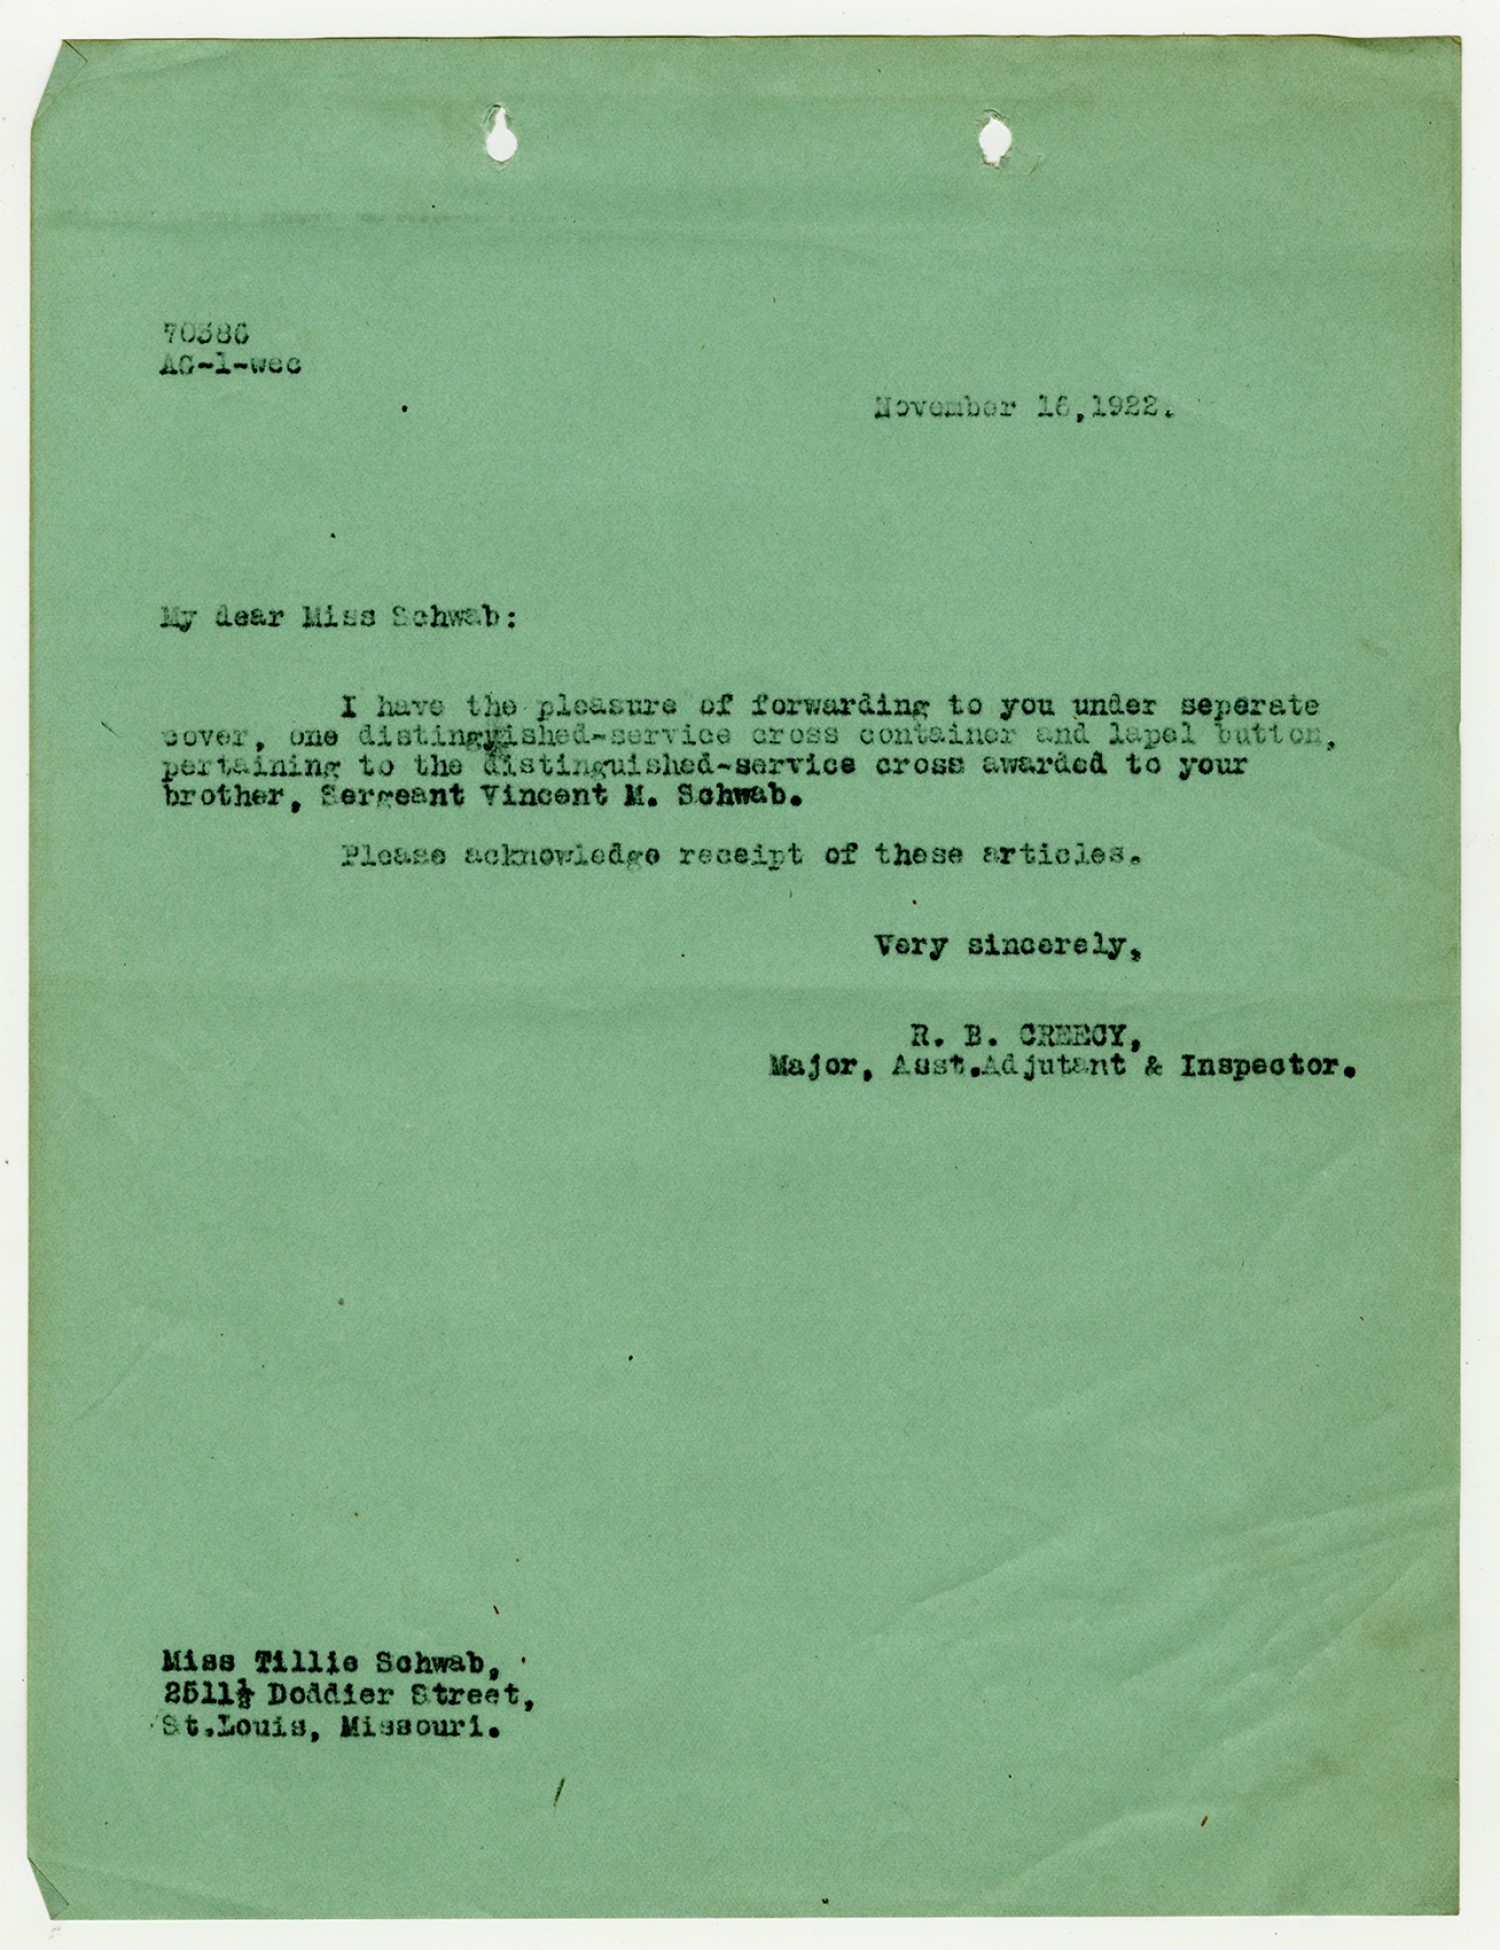 70386
AC-1-wec
November 16,1922.
My dear Miss Schwab:
I have the pleasure of forwarding to you under seperate
cover, one distinguished-service cross container and lapel button,
pertaining to the distinguished-service cross awarded to your
brother, Sergeant Vincent M. Schwab.
Please acknowledge receipt of these articles.
Very sincerely,
R. B. CREECY,
Major, Asst.Adjutant & Inspector.
Miss Tillie Schwab,
2511½ Doddier Street,
St.Louis, Missouri.